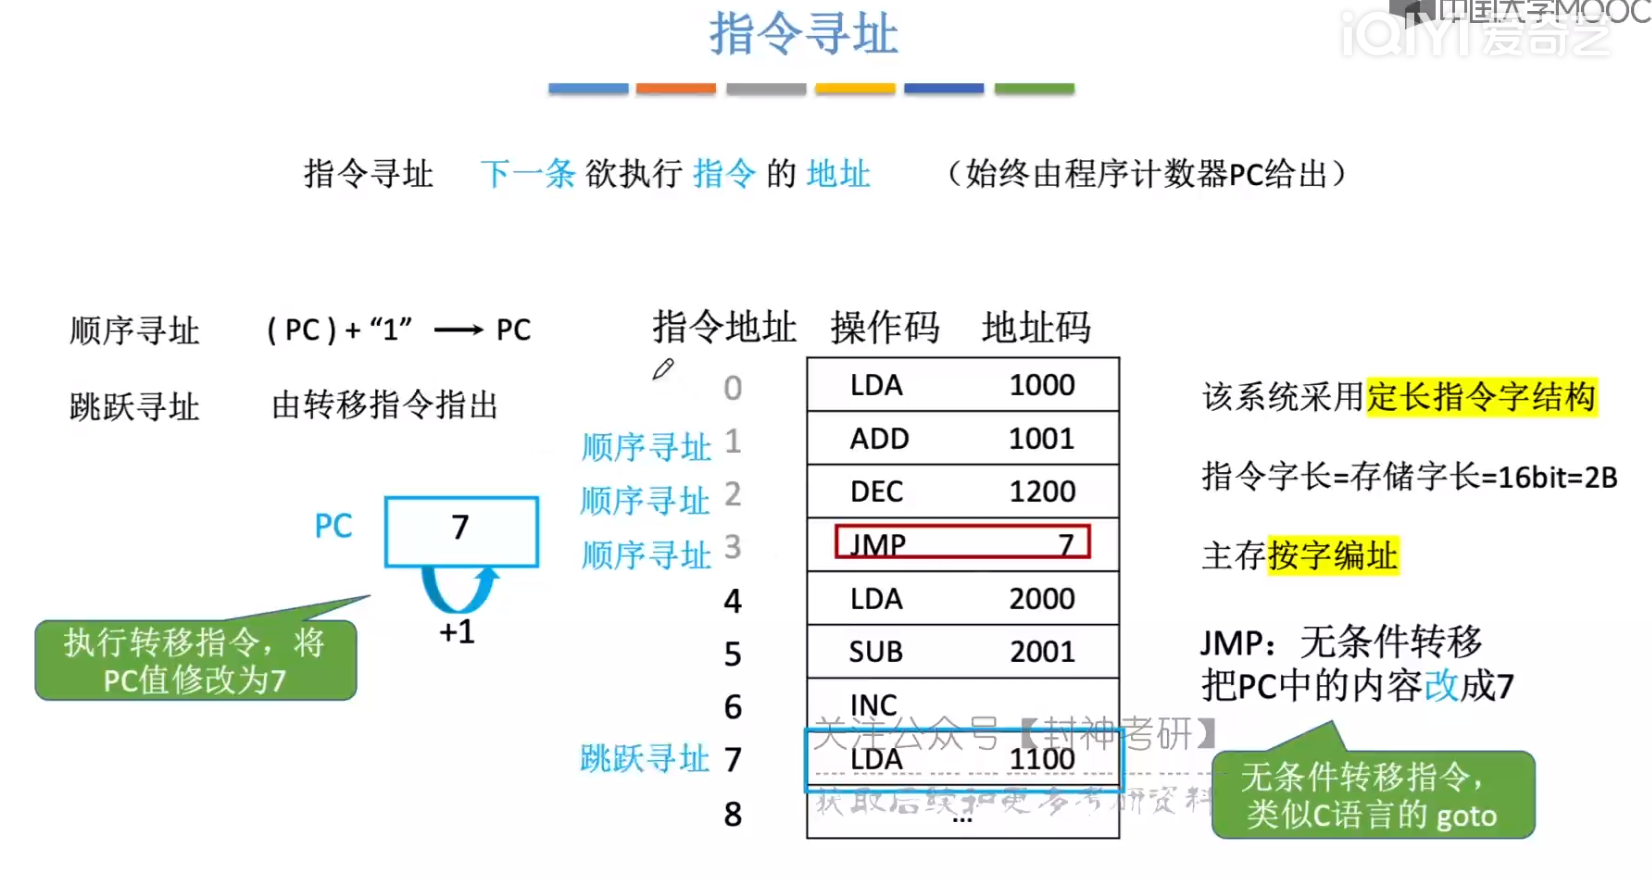 中国大学MOOC
iQIYI 爱奇艺
指令寻址
指令寻址 下一条 欲执行 指令 的 地址 （始终由程序计数器PC给出）
顺序寻址 ( PC ) + “1” → PC
跳跃寻址 由转移指令指出
指令地址 操作码 地址码
0 LDA 1000
顺序寻址 1 ADD 1001
顺序寻址 2 DEC 1200
顺序寻址 3 JMP 7
4 LDA 2000
5 SUB 2001
6 INC
跳跃寻址 7 LDA 1100
8 ...
PC 7
+1
执行转移指令，将
PC值修改为7
该系统采用定长指令字结构
指令字长=存储字长=16bit=2B
主存按字编址
JMP：无条件转移
把PC中的内容改成7
无条件转移指令，
类似C语言的 goto
关注公众号【封神考研】
获取后续和更多考研资料